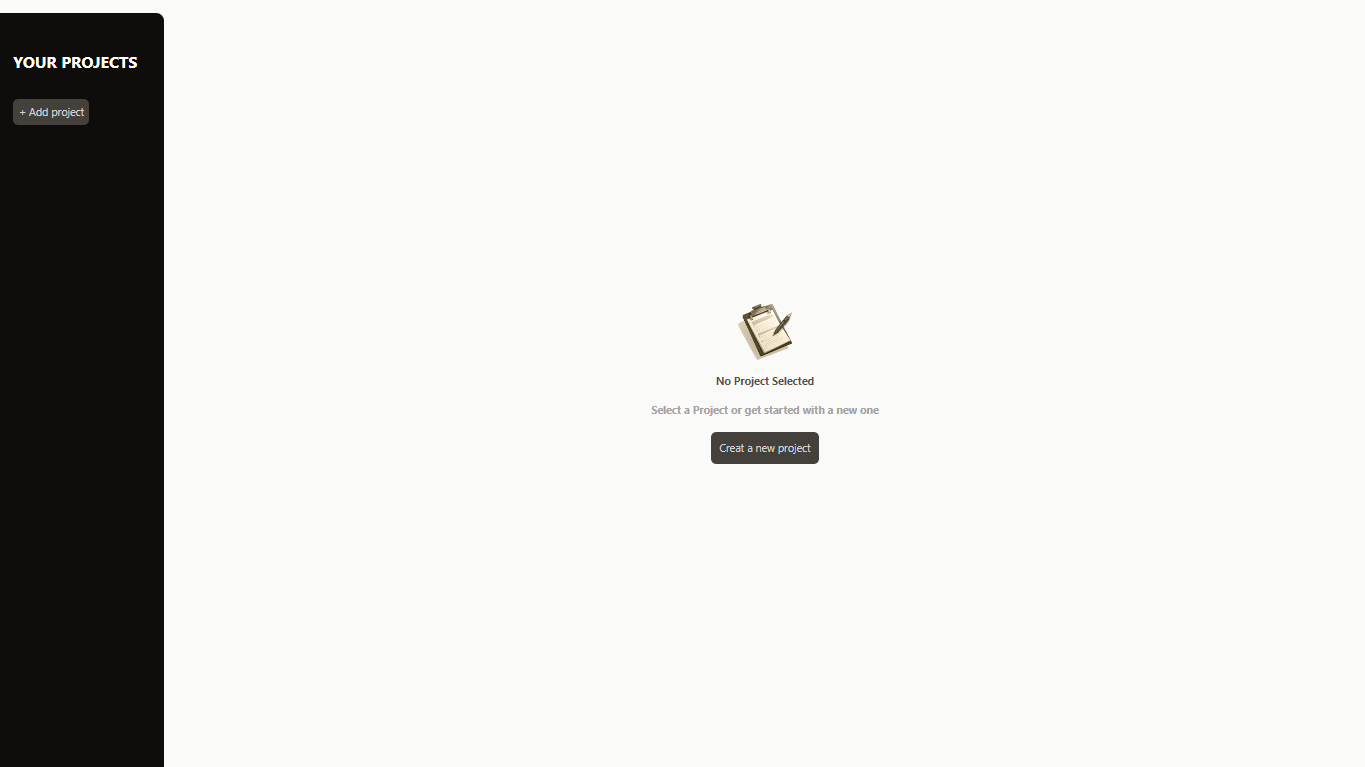 YOUR PROJECTS
+ Add project
No Project Selected
Select a Project or get started with a new one
Creat a new project